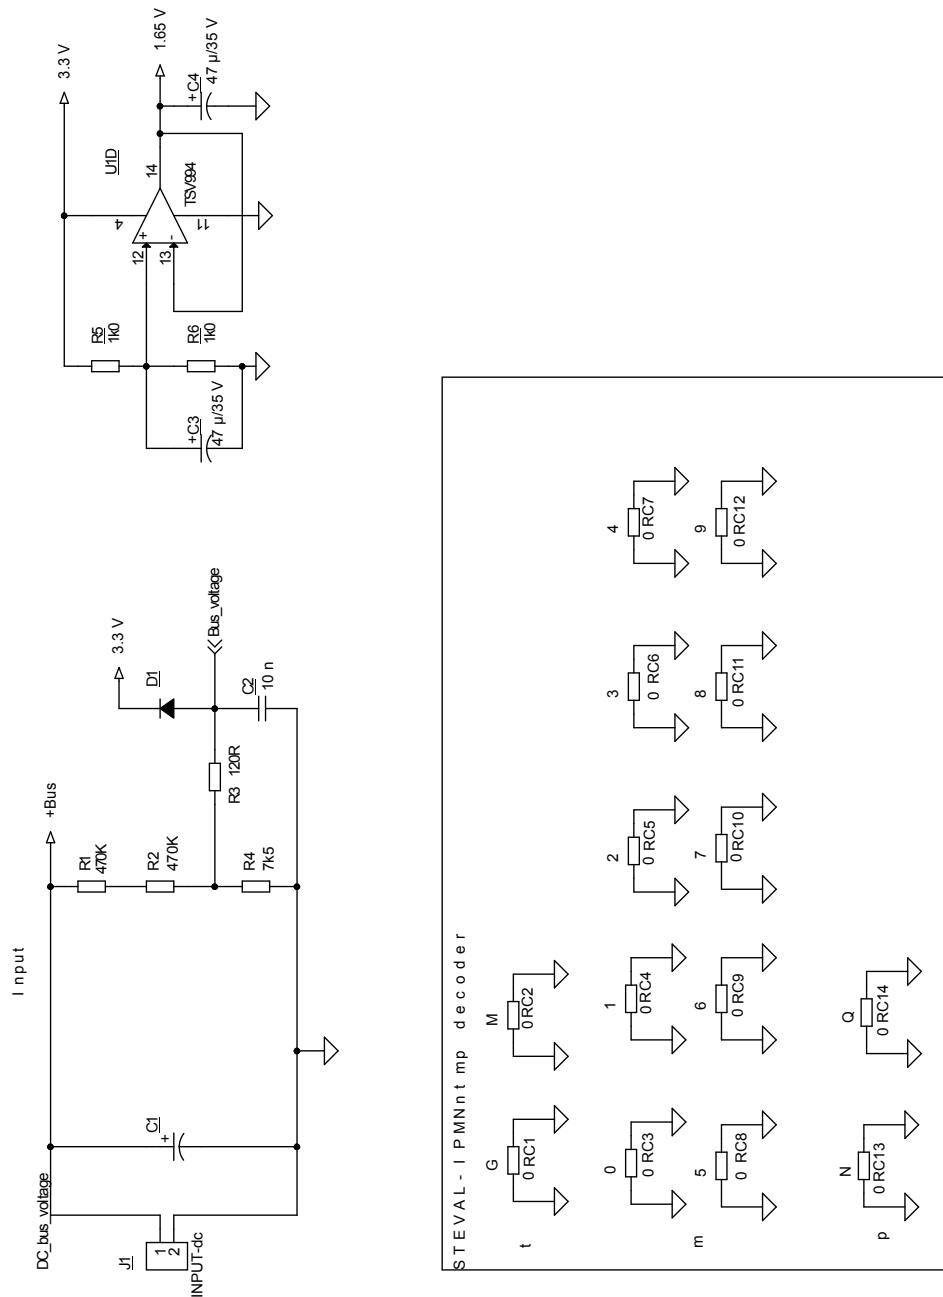 Input
DC_bus_voltage
J1
1
2
INPUT-dc
C1
+
+Bus
R1
470K
R2
470K
R4
7k5
R3 120R
3.3 V
D1
Bus_voltage
C2
10 n
3.3 V
R5
1k0
R6
1k0
+C3
47 µ/35 V
U1D
12
13
+
-
4
11
14
TSV994
1.65 V
+C4
47 µ/35 V
STEVAL-IPMNntmp decoder
t
G
0 RC1
M
0 RC2
m
0
0 RC3
1
0 RC4
2
0 RC5
3
0 RC6
4
0 RC7
5
0 RC8
6
0 RC9
7
0 RC10
8
0 RC11
9
0 RC12
p
N
0 RC13
Q
0 RC14